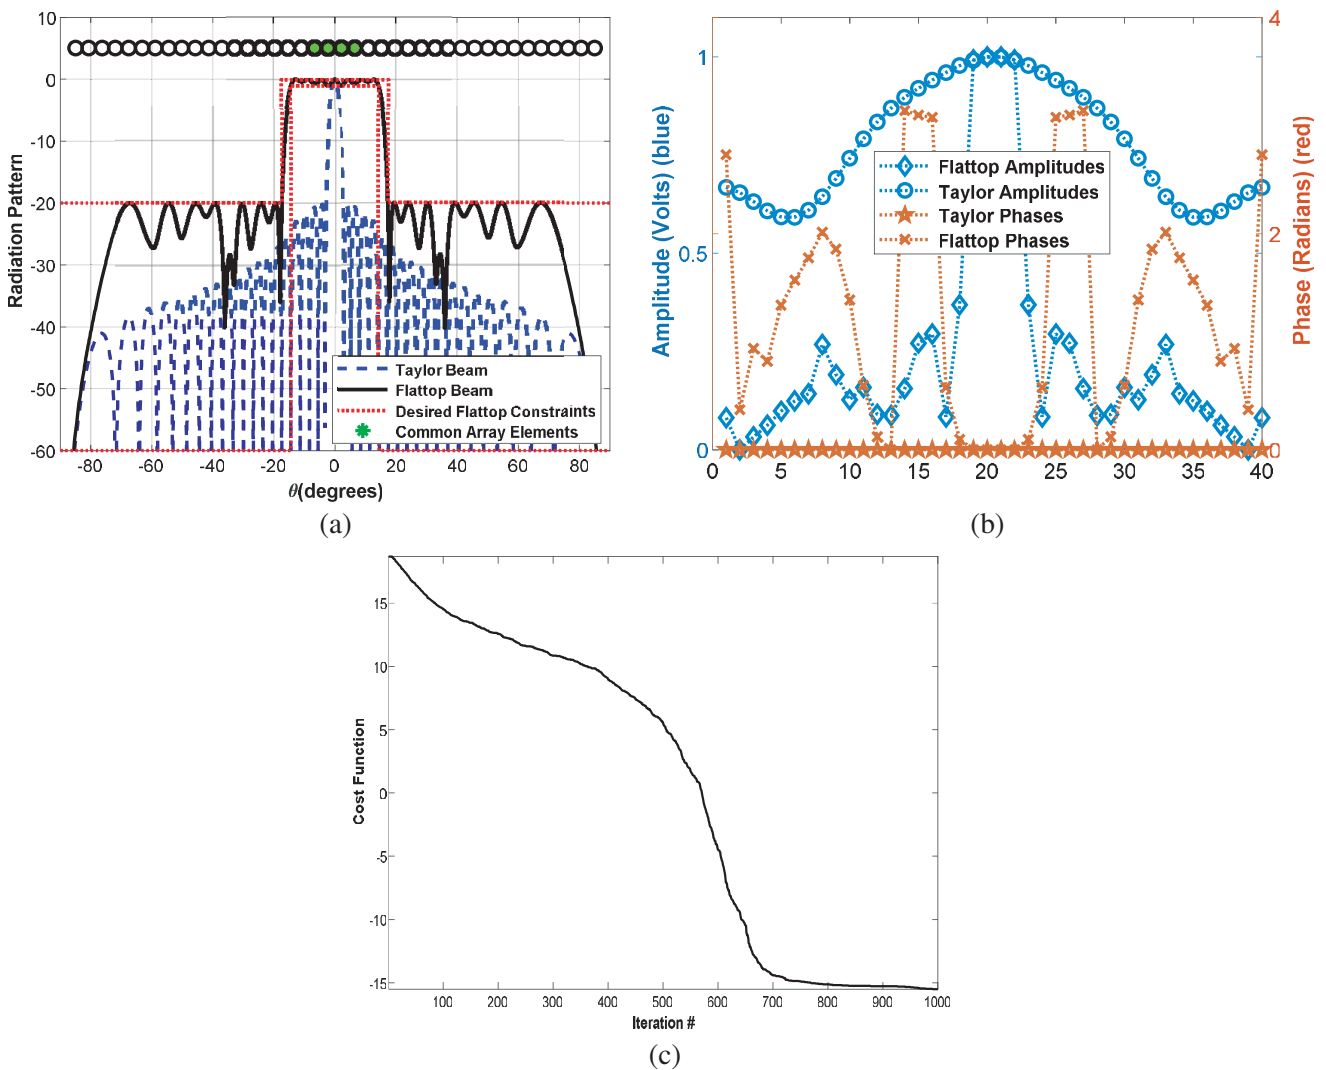 10
0
-10
-20
-30
-40
-50
-60
Radiation Pattern
-80 -60 -40 -20 0 20 40 60 80
θ(degrees)
Taylor Beam
Flattop Beam
Desired Flattop Constraints
Common Array Elements
(a)
1
0.5
0
Amplitude (Volts) (blue)
4
2
0
Phase (Radians) (red)
0 5 10 15 20 25 30 35 40
Flattop Amplitudes
Taylor Amplitudes
Taylor Phases
Flattop Phases
(b)
15
10
5
0
-5
-10
-15
Cost Function
100 200 300 400 500 600 700 800 900 1000
Iteration #
(c)